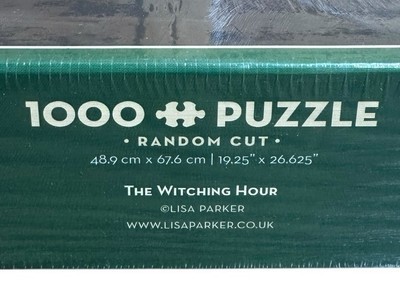 1000 PUZZLE
• RANDOM CUT •
48.9 cm x 67.6 cm | 19.25" x 26.625"
THE WITCHING HOUR
©LISA PARKER
WWW.LISAPARKER.CO.UK